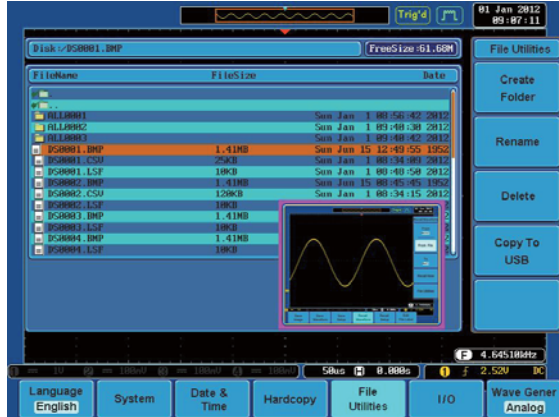 Trig'd
01 Jan 2012
09:07:11
Disk:/DS0001.BMP
FreeSize:61.68M
File Utilities
FileName FileSize Date
..
ALL0001 Sun Jan 1 08:56:42 2012
ALL0002 Sun Jan 1 09:40:30 2012
ALL0003 Sun Jan 1 09:40:42 2012
DS0001.BMP 1.41MB Sun Jun 15 12:49:55 1952
DS0001.CSV 25KB Sun Jan 1 08:34:09 2012
DS0001.LSF 10KB Sun Jan 1 08:40:50 2012
DS0002.BMP 1.41MB Sun Jun 15 08:45:45 1952
DS0002.CSV 120KB Sun Jan 1 08:34:15 2012
DS0002.LSF 10KB
DS0003.BMP 1.41MB
DS0003.LSF 10KB
DS0004.BMP 1.41MB
DS0004.LSF 10KB
Create
Folder
Rename
Delete
Copy To
USB
F 4.64510kHz
1V 100mV 100mV 100mV 50us H 0.000s 1 2.52V DC
Language
English
System
Date &
Time
Hardcopy
File
Utilities
I/O
Wave Gener
Analog